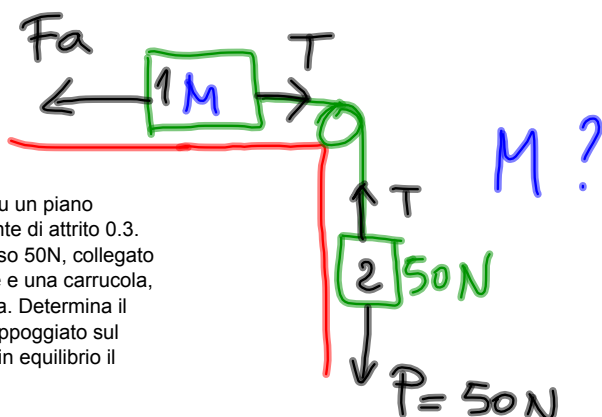 Fa
T
1 M
M ?
u un piano
nte di attrito 0.3.
so 50N, collegato
e e una carrucola,
a. Determina il
ppoggiato sul
in equilibrio il
T
2 50N
P = 50N